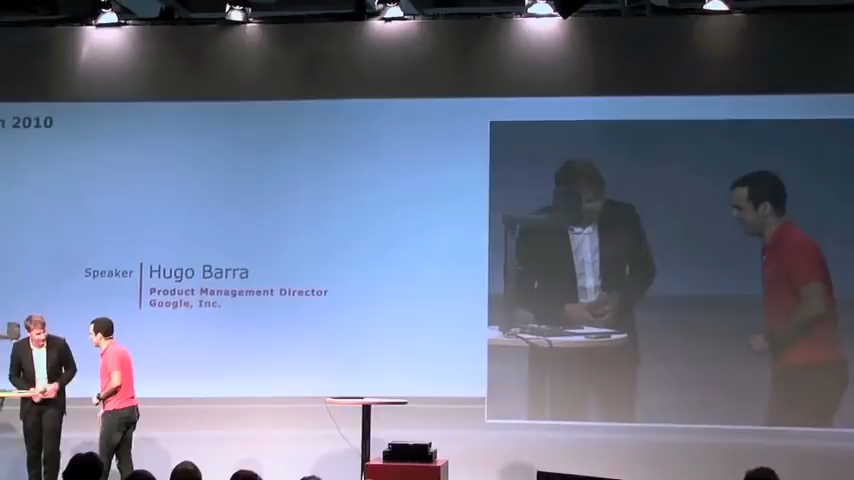 2010
Speaker
Hugo Barra
Product Management Director
Google, Inc.